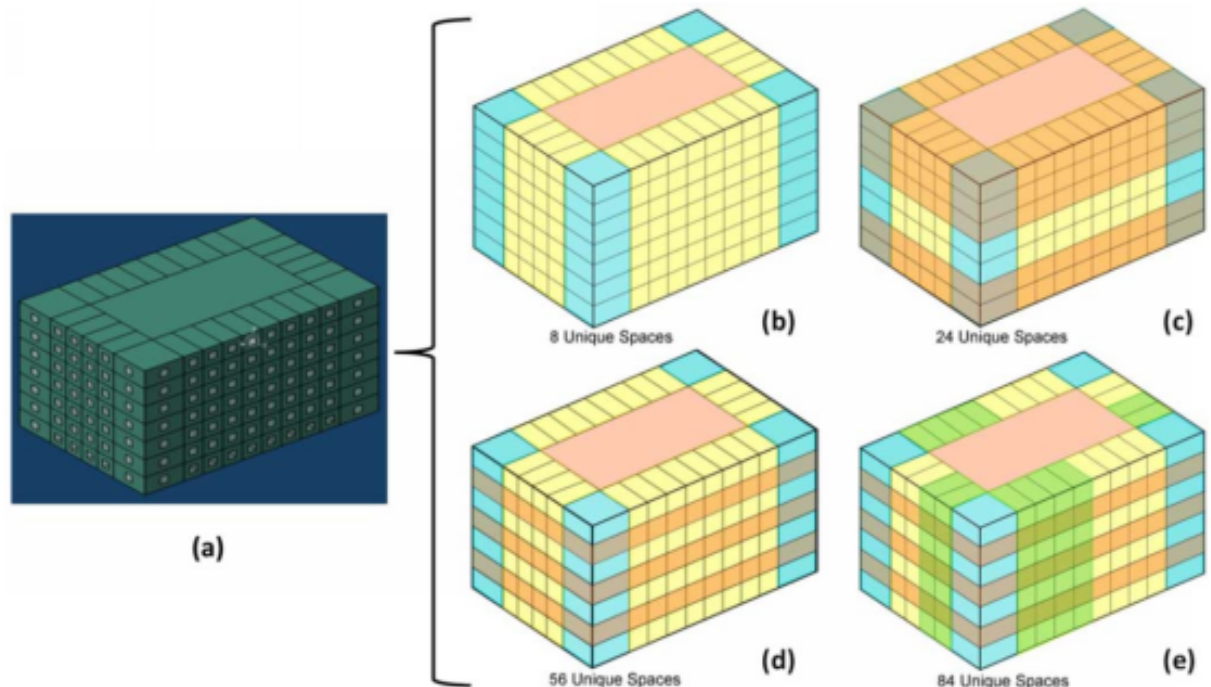 (a)
8 Unique Spaces
(b)
24 Unique Spaces
(c)
56 Unique Spaces
(d)
84 Unique Spaces
(e)